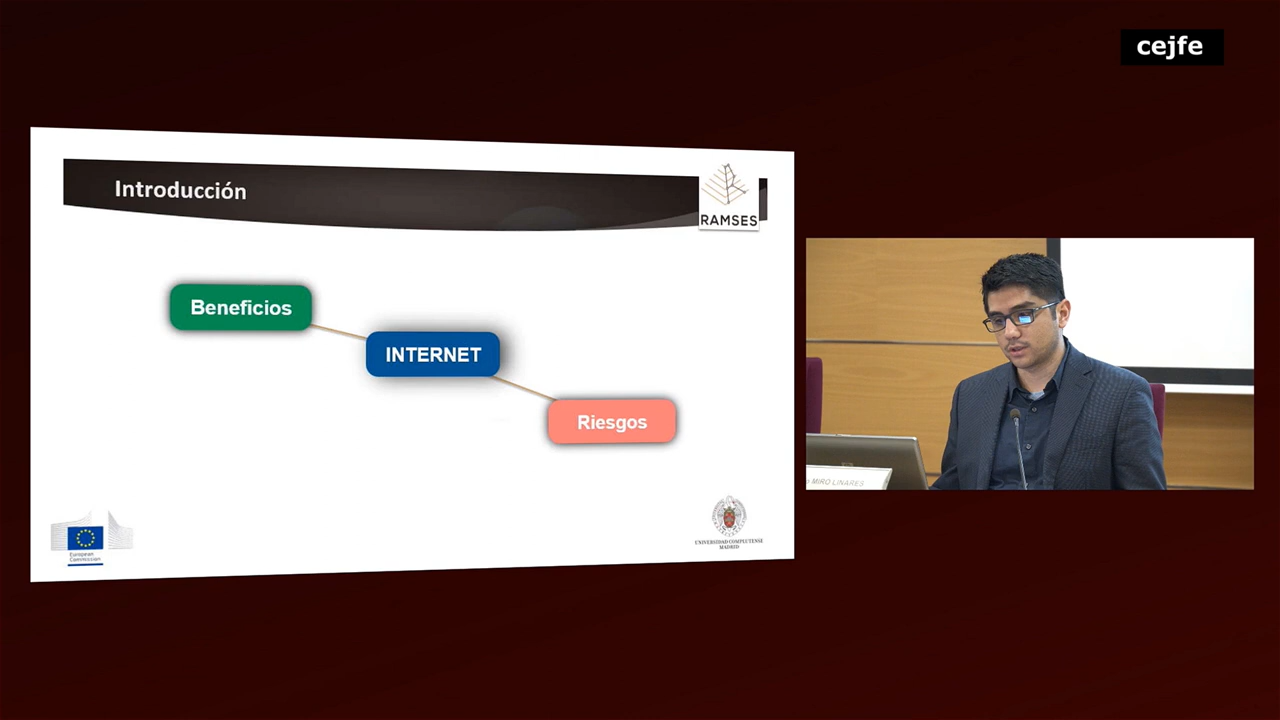 cejfe
Introducción
RAMSES
Beneficios
INTERNET
Riesgos
European
Commission
UNIVERSIDAD COMPLUTENSE
MADRID
MIRÓ LINARES